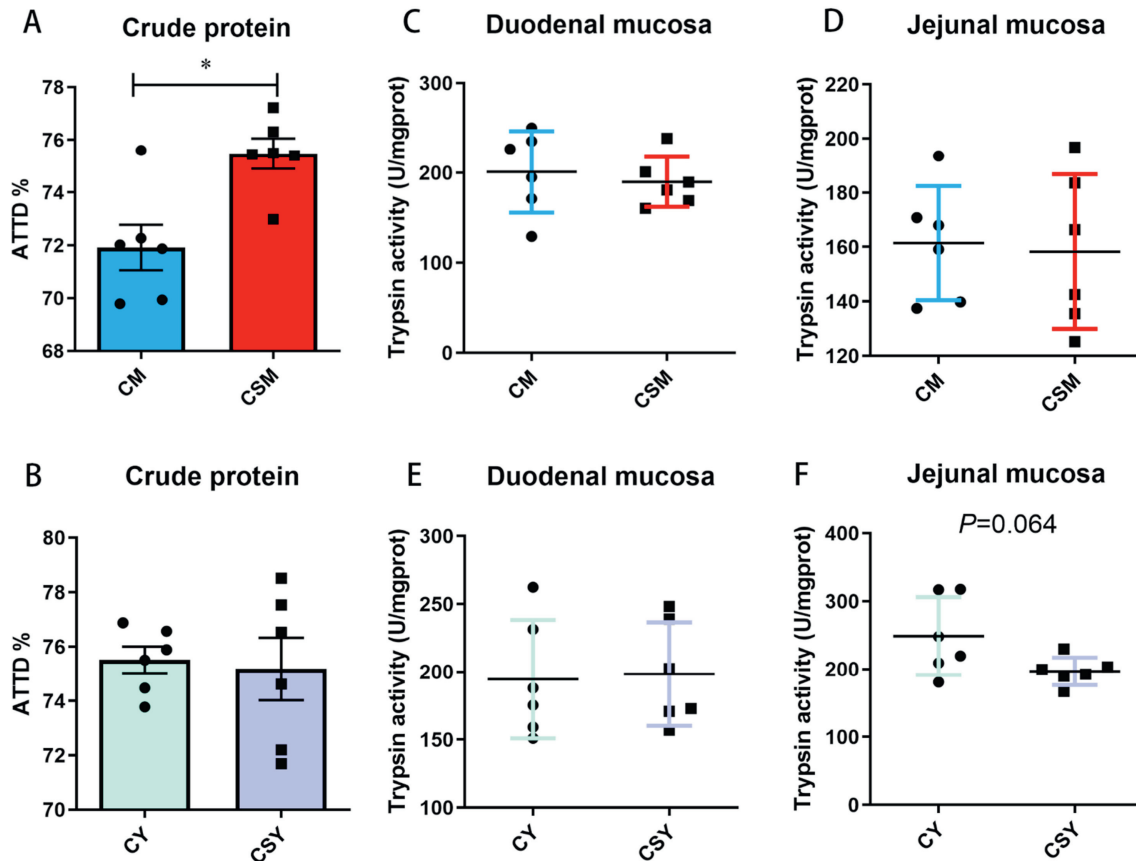 A
Crude protein
*
ATTD %
78
76
74
72
70
68
CM
CSM
C
Duodenal mucosa
Trypsin activity (U/mgprot)
300
200
100
0
CM
CSM
D
Jejunal mucosa
Trypsin activity (U/mgprot)
220
200
180
160
140
120
CM
CSM
B
Crude protein
ATTD %
80
78
76
74
72
70
CY
CSY
E
Duodenal mucosa
Trypsin activity (U/mgprot)
300
250
200
150
100
CY
CSY
F
Jejunal mucosa
P=0.064
Trypsin activity (U/mgprot)
400
300
200
100
0
CY
CSY